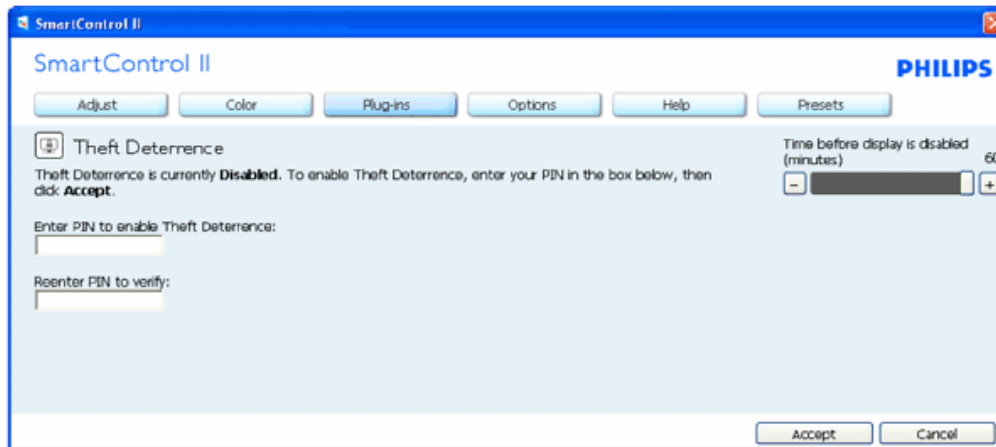 SmartControl II
SmartControl II
PHILIPS
Adjust Color Plug-ins Options Help Presets
Theft Deterrence
Theft Deterrence is currently Disabled. To enable Theft Deterrence, enter your PIN in the box below, then
click Accept.
Time before display is disabled
(minutes) 60
- +
Enter PIN to enable Theft Deterrence:
Reenter PIN to verify:
Accept Cancel